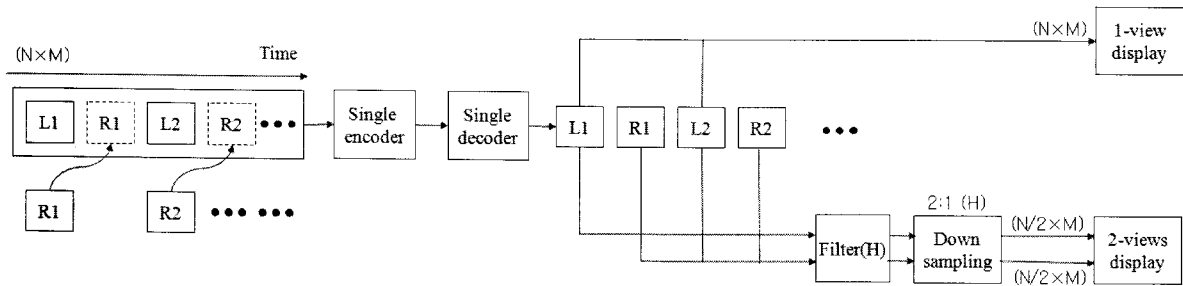 (N×M)
Time
L1
R1
L2
R2
•••
R1
R2
•••• •••
Single
encoder
Single
decoder
L1
R1
L2
R2
•••
(N×M)
1-view
display
Filter(H)
2:1 (H)
Down
sampling
(N/2×M)
(N/2×M)
2-views
display